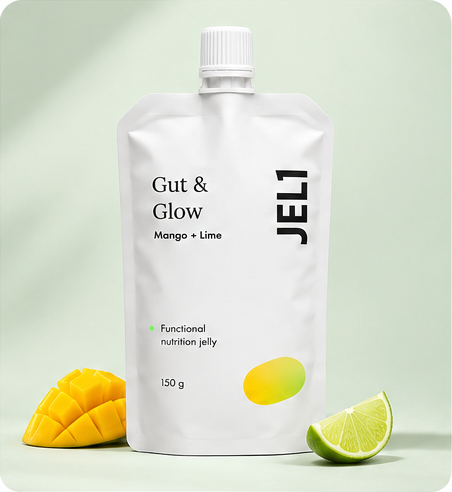 Gut &
Glow
Mango + Lime
JEL1
Functional
nutrition jelly
150 g